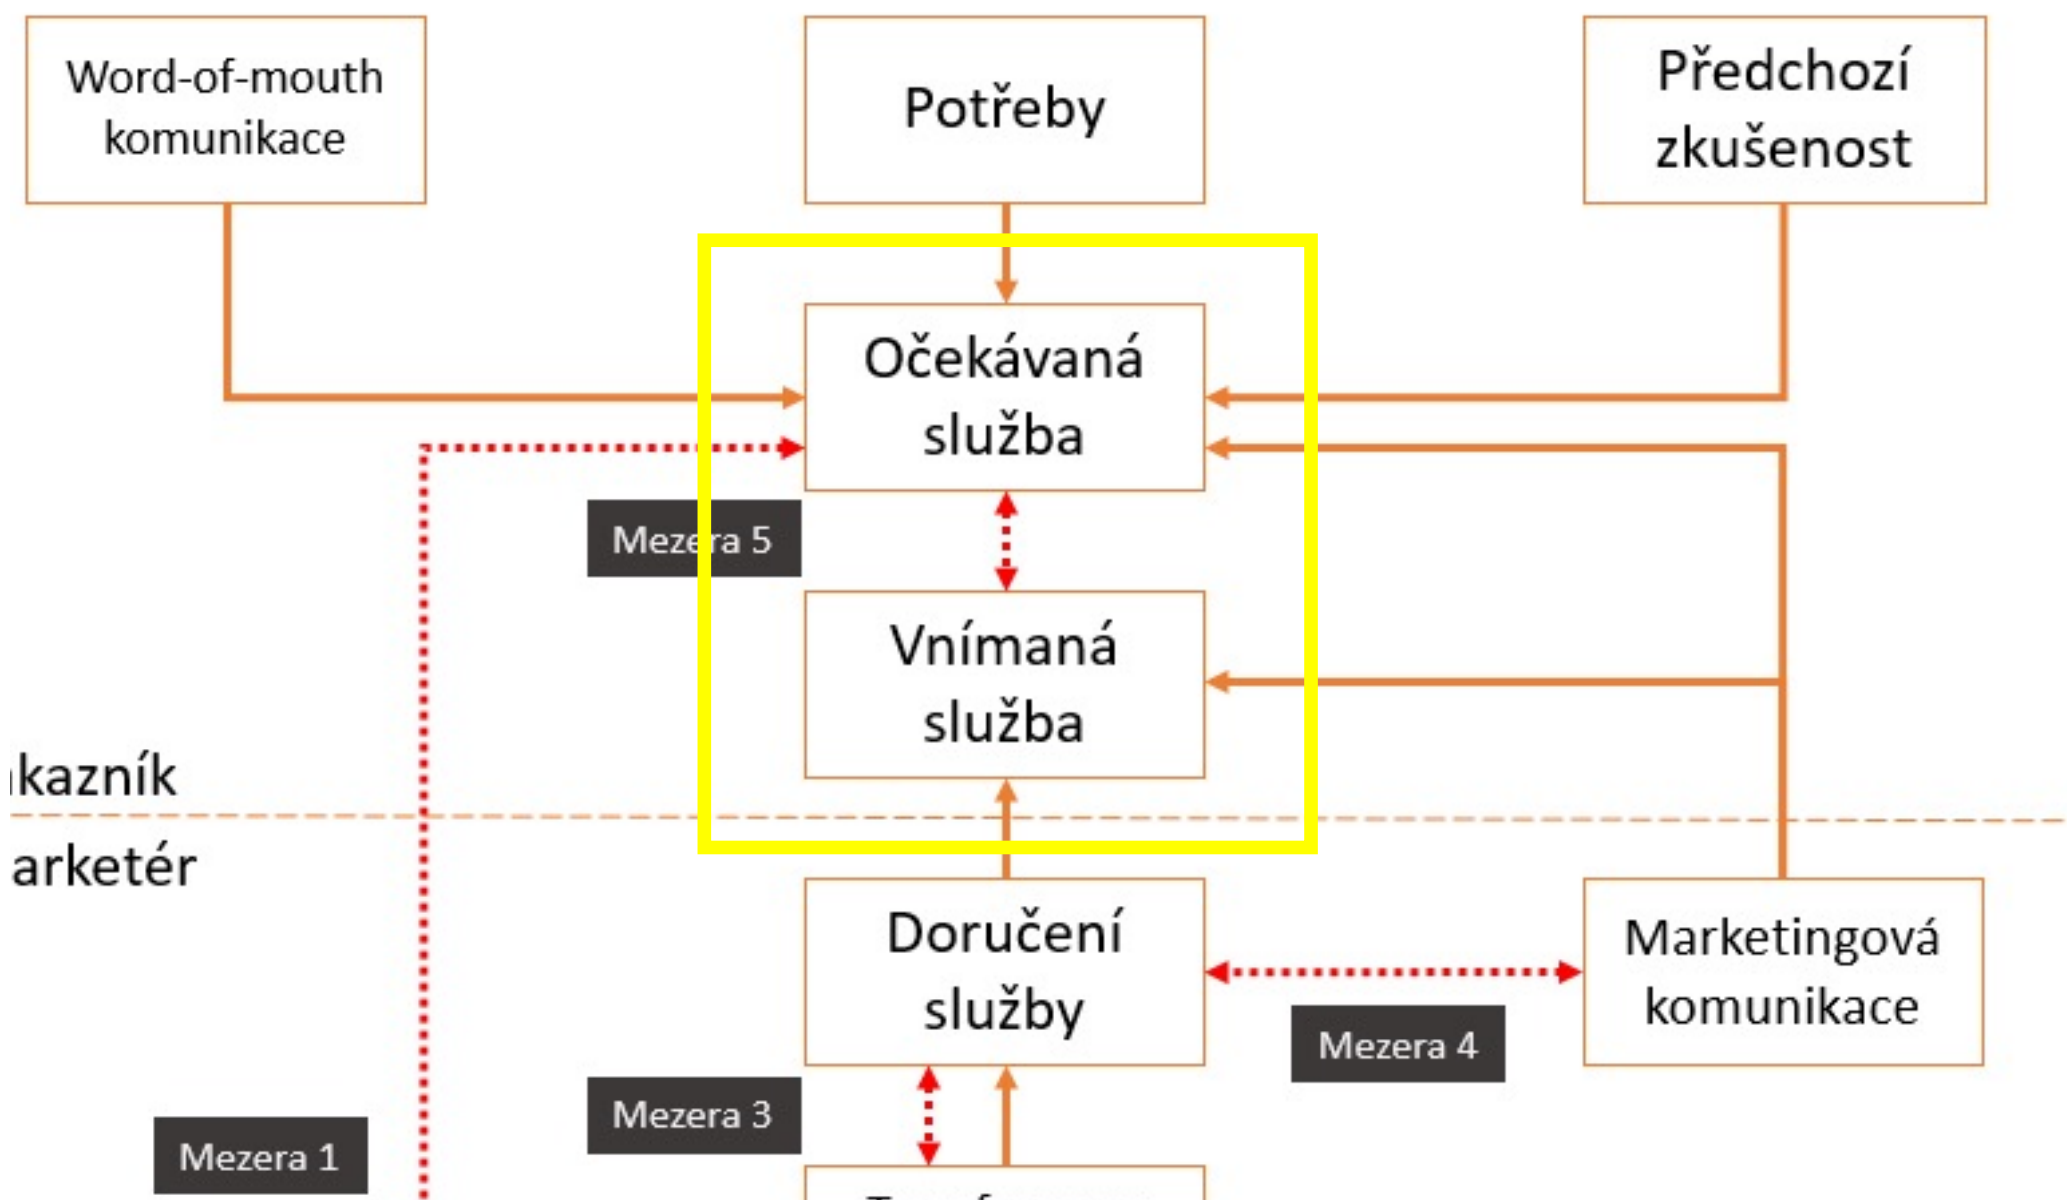 Word-of-mouth
komunikace
Potřeby
Předchozí
zkušenost
Očekávaná
služba
Mezera 5
Vnímaná
služba
kazník
arketér
Doručení
služby
Marketingová
komunikace
Mezera 4
Mezera 3
Mezera 1